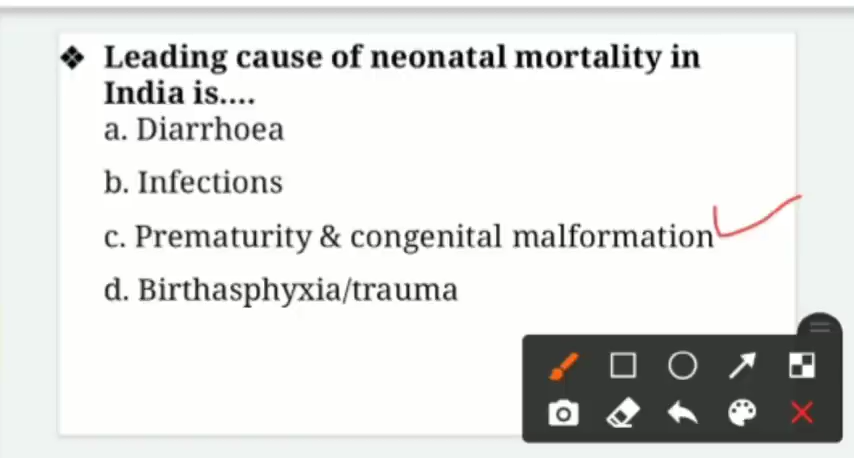 ❖ Leading cause of neonatal mortality in
India is....
a. Diarrhoea
b. Infections
c. Prematurity & congenital malformation
d. Birthasphyxia/trauma